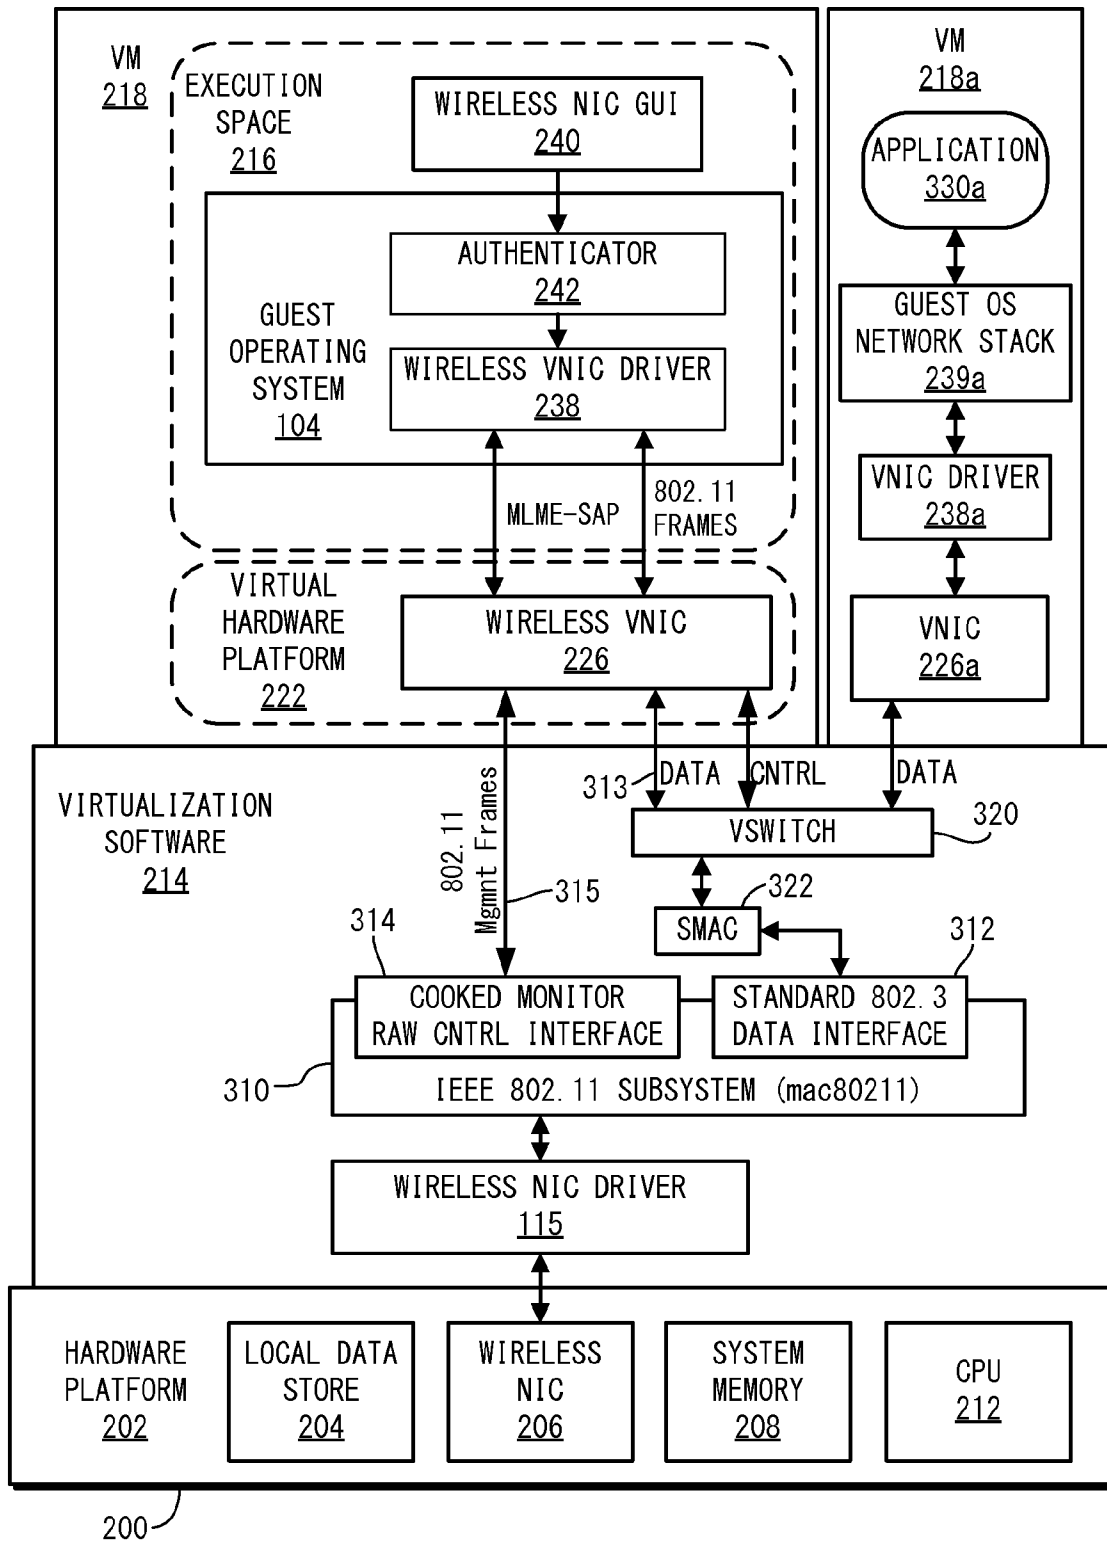 VM
218
EXECUTION
SPACE
216
WIRELESS NIC GUI
240
GUEST
OPERATING
SYSTEM
104
AUTHENTICATOR
242
WIRELESS VNIC DRIVER
238
MLME-SAP
802.11
FRAMES
VIRTUAL
HARDWARE
PLATFORM
222
WIRELESS VNIC
226
VM
218a
APPLICATION
330a
GUEST OS
NETWORK STACK
239a
VNIC DRIVER
238a
VNIC
226a
VIRTUALIZATION
SOFTWARE
214
802.11
Mgmnt Frames
315
313
DATA
CNTRL
DATA
VSWITCH
320
SMAC
322
314
COOKED MONITOR
RAW CNTRL INTERFACE
312
STANDARD 802.3
DATA INTERFACE
310
IEEE 802.11 SUBSYSTEM (mac80211)
WIRELESS NIC DRIVER
115
HARDWARE
PLATFORM
202
LOCAL DATA
STORE
204
WIRELESS
NIC
206
SYSTEM
MEMORY
208
CPU
212
200